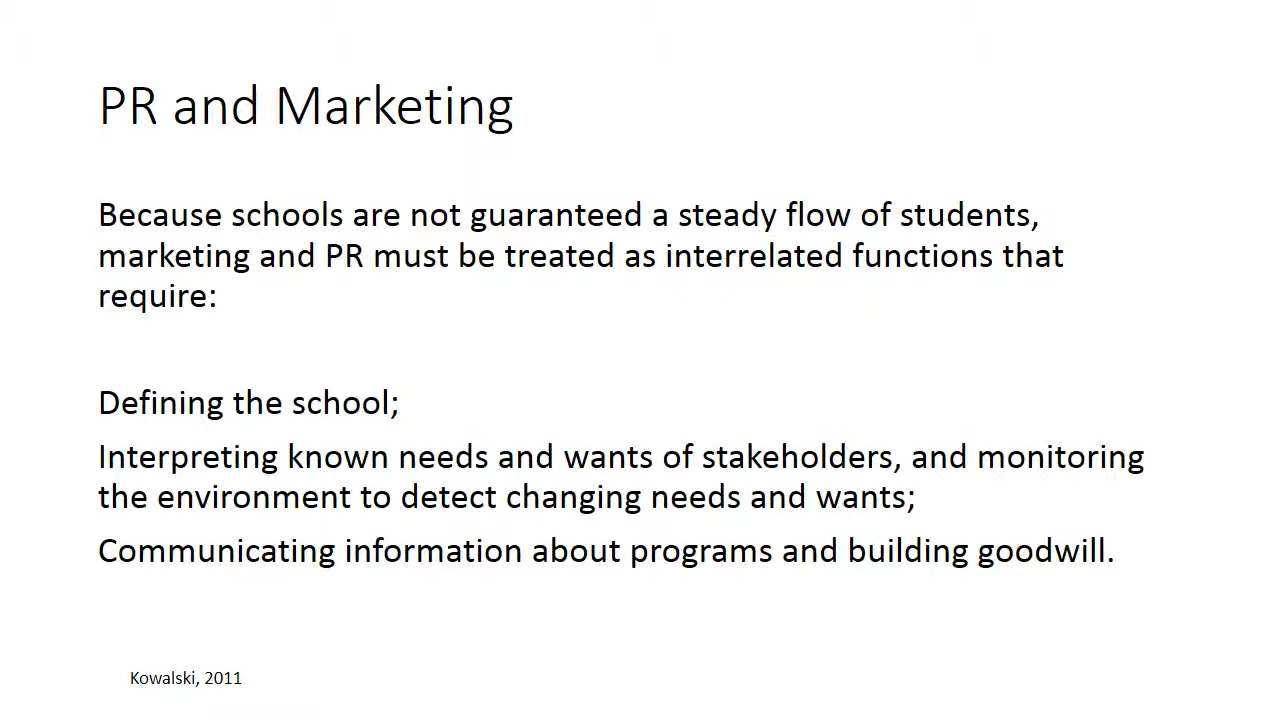 PR and Marketing
Because schools are not guaranteed a steady flow of students,
marketing and PR must be treated as interrelated functions that
require:
Defining the school;
Interpreting known needs and wants of stakeholders, and monitoring
the environment to detect changing needs and wants;
Communicating information about programs and building goodwill.
Kowalski, 2011